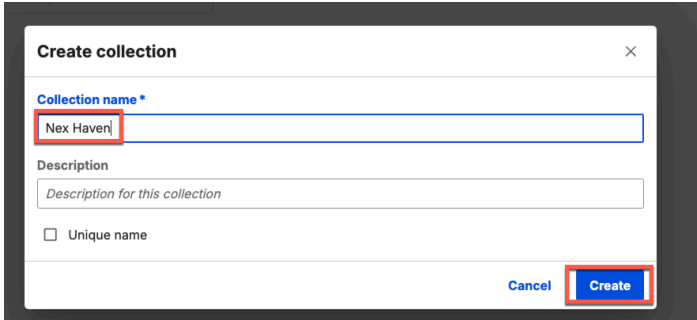 Create collection
Collection name *
Nex Haven
Description
Description for this collection
Unique name
Cancel Create